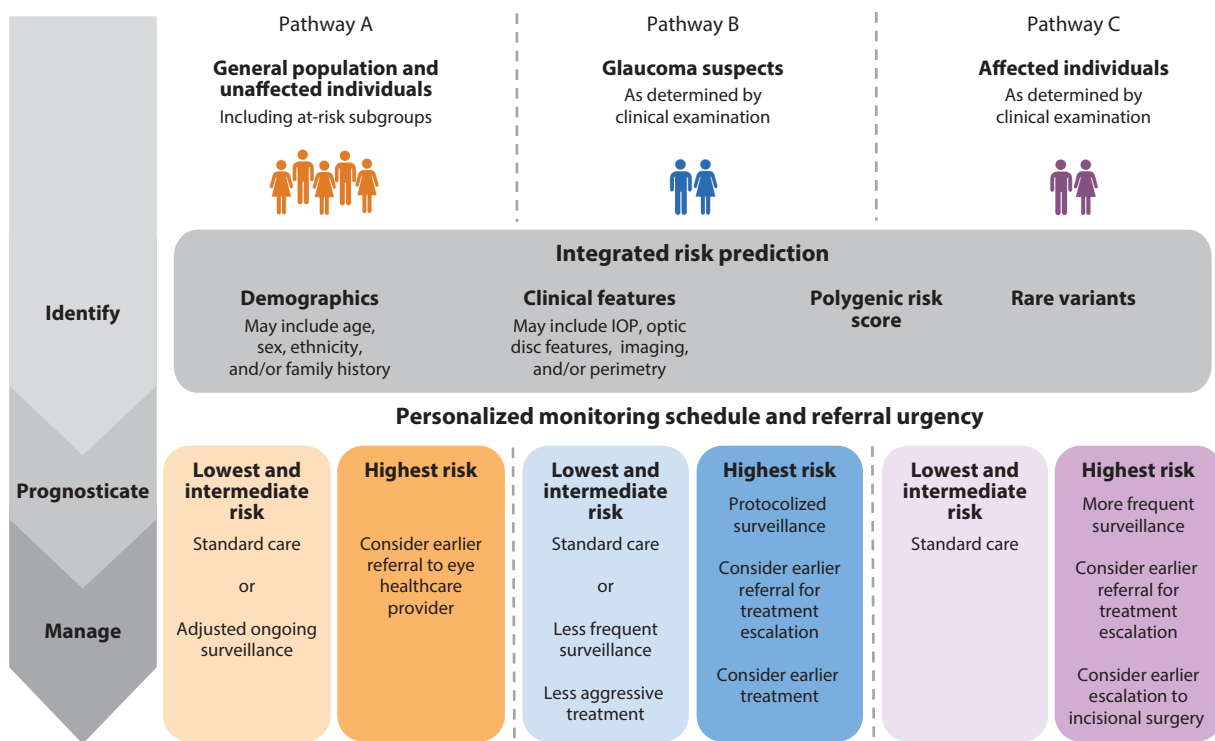 Pathway A
General population and
unaffected individuals
Including at-risk subgroups
Pathway B
Glaucoma suspects
As determined by
clinical examination
Pathway C
Affected individuals
As determined by
clinical examination
Identify
Integrated risk prediction
Demographics
May include age,
sex, ethnicity,
and/or family history
Clinical features
May include IOP, optic
disc features, imaging,
and/or perimetry
Polygenic risk
score
Rare variants
Personalized monitoring schedule and referral urgency
Prognosticate
Manage
Lowest and
intermediate
risk
Standard care
or
Adjusted ongoing
surveillance
Highest risk
Consider earlier
referral to eye
healthcare
provider
Lowest and
intermediate
risk
Standard care
or
Less frequent
surveillance
Less aggressive
treatment
Highest risk
Protocolized
surveillance
Consider earlier
referral for
treatment
escalation
Consider earlier
treatment
Lowest and
intermediate
risk
Standard care
Highest risk
More frequent
surveillance
Consider earlier
referral for
treatment
escalation
Consider earlier
escalation to
incisional surgery